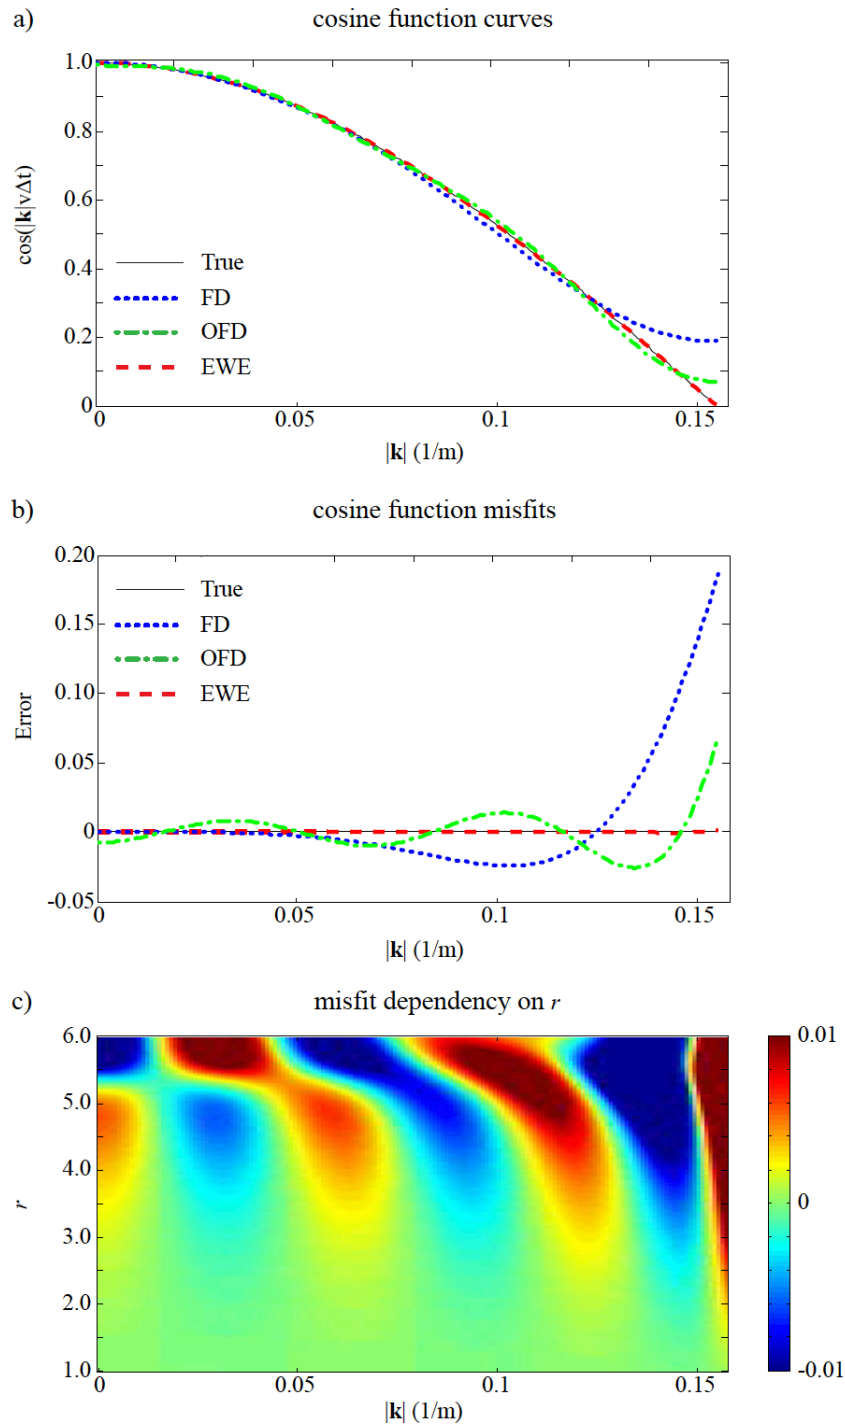 a) cosine function curves
1.0
0.8
0.6
0.4
0.2
0
cos(|k|vΔt)
True
FD
OFD
EWE
0 0.05 0.1 0.15
|k| (1/m)
b) cosine function misfits
0.20
0.15
0.10
0.05
0
-0.05
Error
True
FD
OFD
EWE
0 0.05 0.1 0.15
|k| (1/m)
c) misfit dependency on r
6.0
5.0
4.0
3.0
2.0
1.0
r
0 0.05 0.1 0.15
|k| (1/m)
0.01
0
-0.01